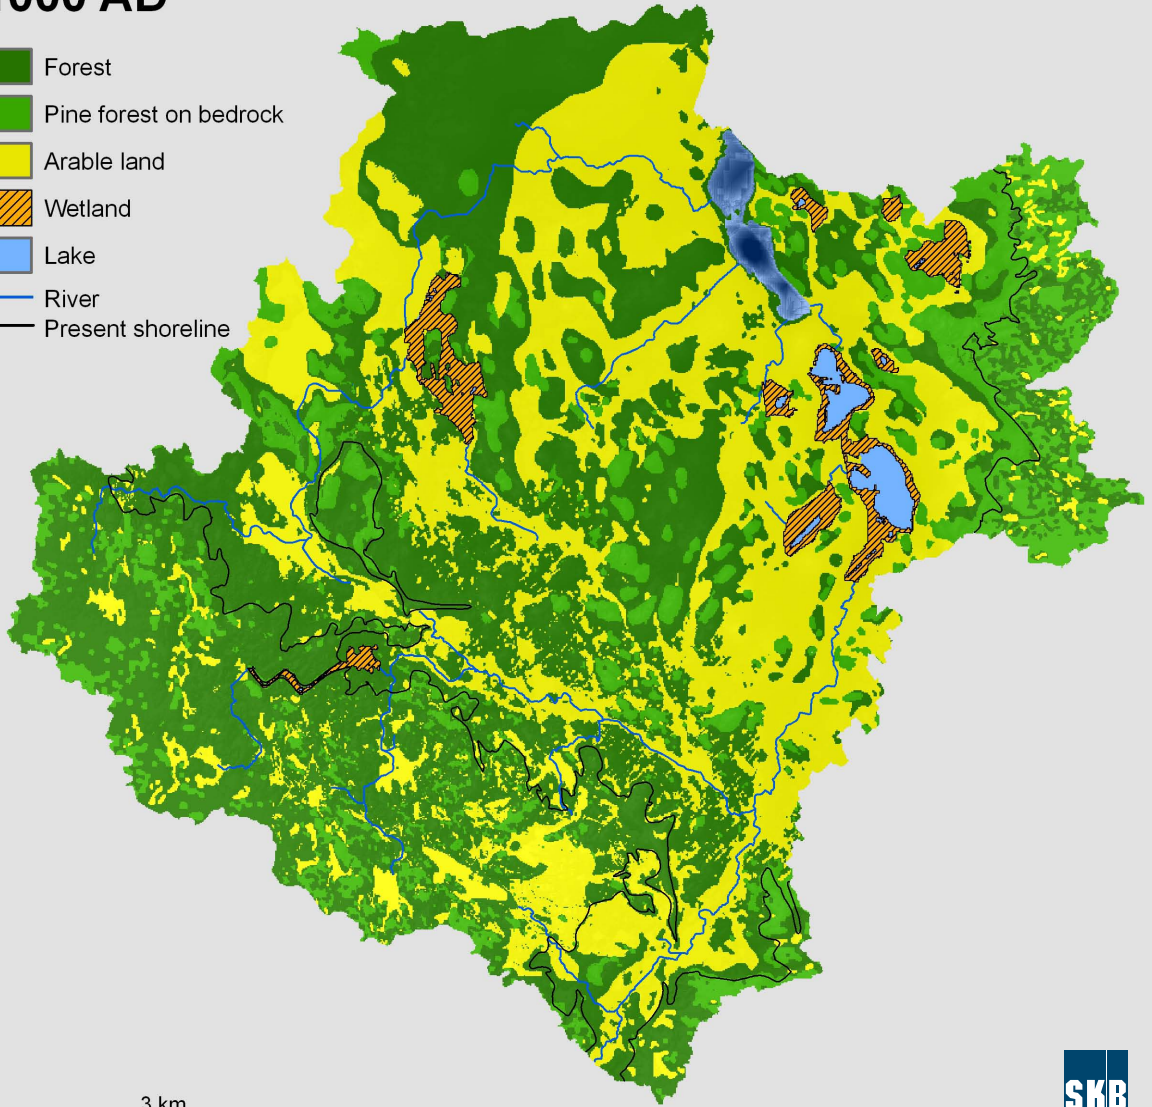 Forest
Pine forest on bedrock
Arable land
Wetland
Lake
River
Present shoreline
3 km
SKB